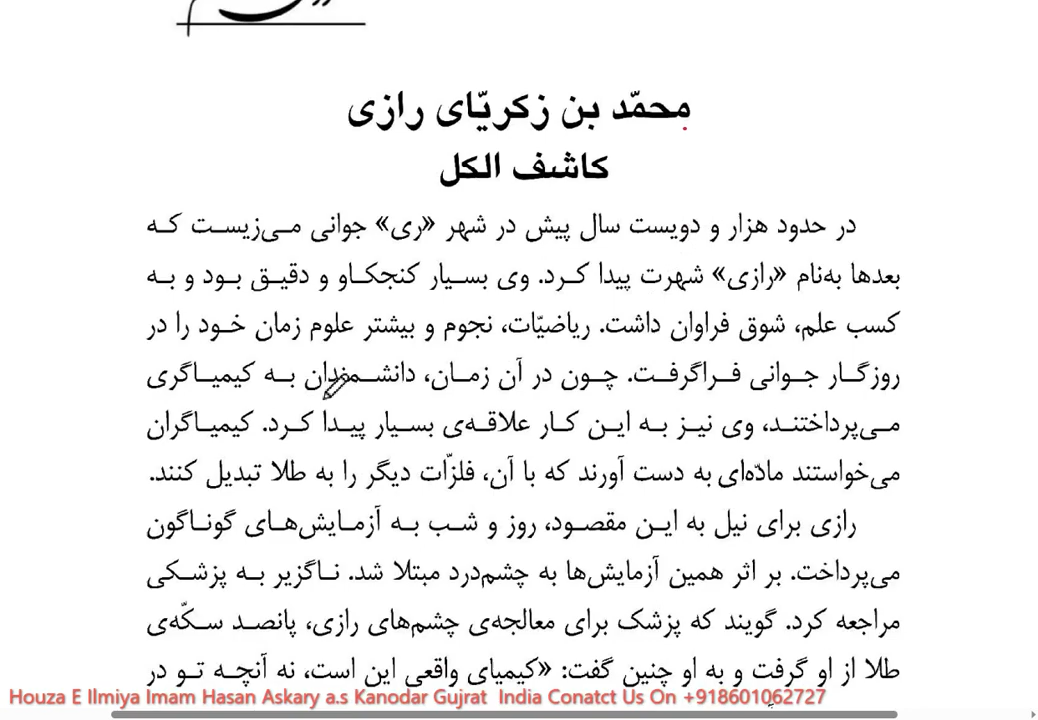 محمّد بن زکریّای رازی
کاشف الکل
در حدود هزار و دویست سال پیش در شهر «ری» جوانی می‌زیست که
بعدها به‌نام «رازی» شهرت پیدا کرد. وی بسیار کنجکاو و دقیق بود و به
کسب علم، شوق فراوان داشت. ریاضیّات، نجوم و بیشتر علوم زمان خود را در
روزگار جوانی فراگرفت. چون در آن زمان، دانشمندان به کیمیاگری
می‌پرداختند، وی نیز به این کار علاقه‌ی بسیار پیدا کرد. کیمیاگران
می‌خواستند مادّه‌ای به دست آورند که با آن، فلزّات دیگر را به طلا تبدیل کنند.
رازی برای نیل به این مقصود، روز و شب به آزمایش‌های گوناگون
می‌پرداخت. بر اثر همین آزمایش‌ها به چشم‌درد مبتلا شد. ناگزیر به پزشکی
مراجعه کرد. گویند که پزشک برای معالجه‌ی چشم‌های رازی، پانصد سکّه‌ی
طلا از او گرفت و به او چنین گفت: «کیمیای واقعی این است، نه آنچه تو در
Houza E Ilmiya Imam Hasan Askary a.s Kanodar Gujrat India Conatct Us On +918601062727